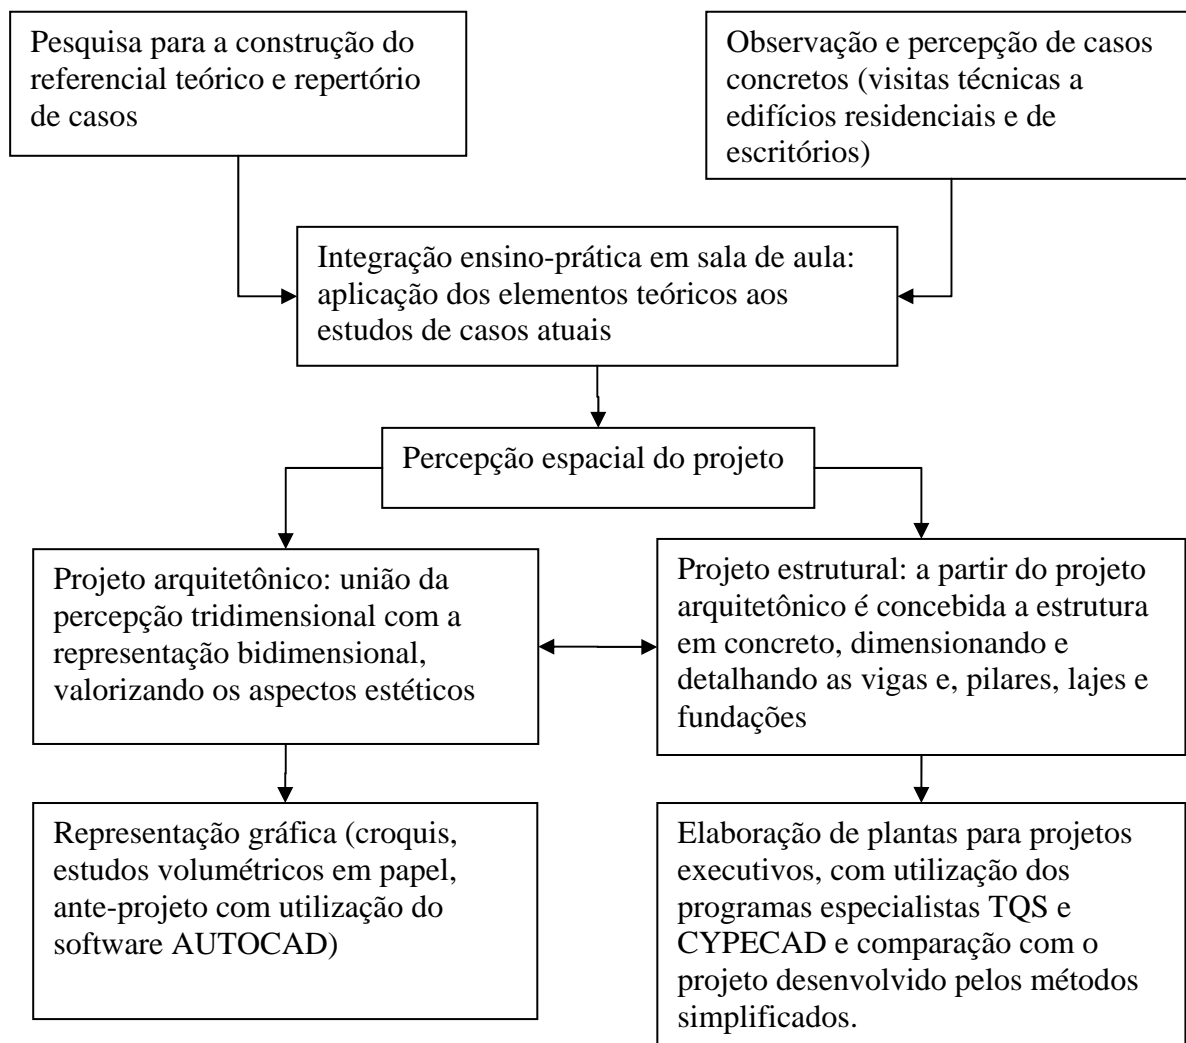 Pesquisa para a construção do
referencial teórico e repertório
de casos
Observação e percepção de casos
concretos (visitas técnicas a
edifícios residenciais e de
escritórios)
Integração ensino-prática em sala de aula:
aplicação dos elementos teóricos aos
estudos de casos atuais
Percepção espacial do projeto
Projeto arquitetônico: união da
percepção tridimensional com a
representação bidimensional,
valorizando os aspectos estéticos
Projeto estrutural: a partir do projeto
arquitetônico é concebida a estrutura
em concreto, dimensionando e
detalhando as vigas e, pilares, lajes e
fundações
Representação gráfica (croquis,
estudos volumétricos em papel,
ante-projeto com utilização do
software AUTOCAD)
Elaboração de plantas para projetos
executivos, com utilização dos
programas especialistas TQS e
CYPECAD e comparação com o
projeto desenvolvido pelos métodos
simplificados.